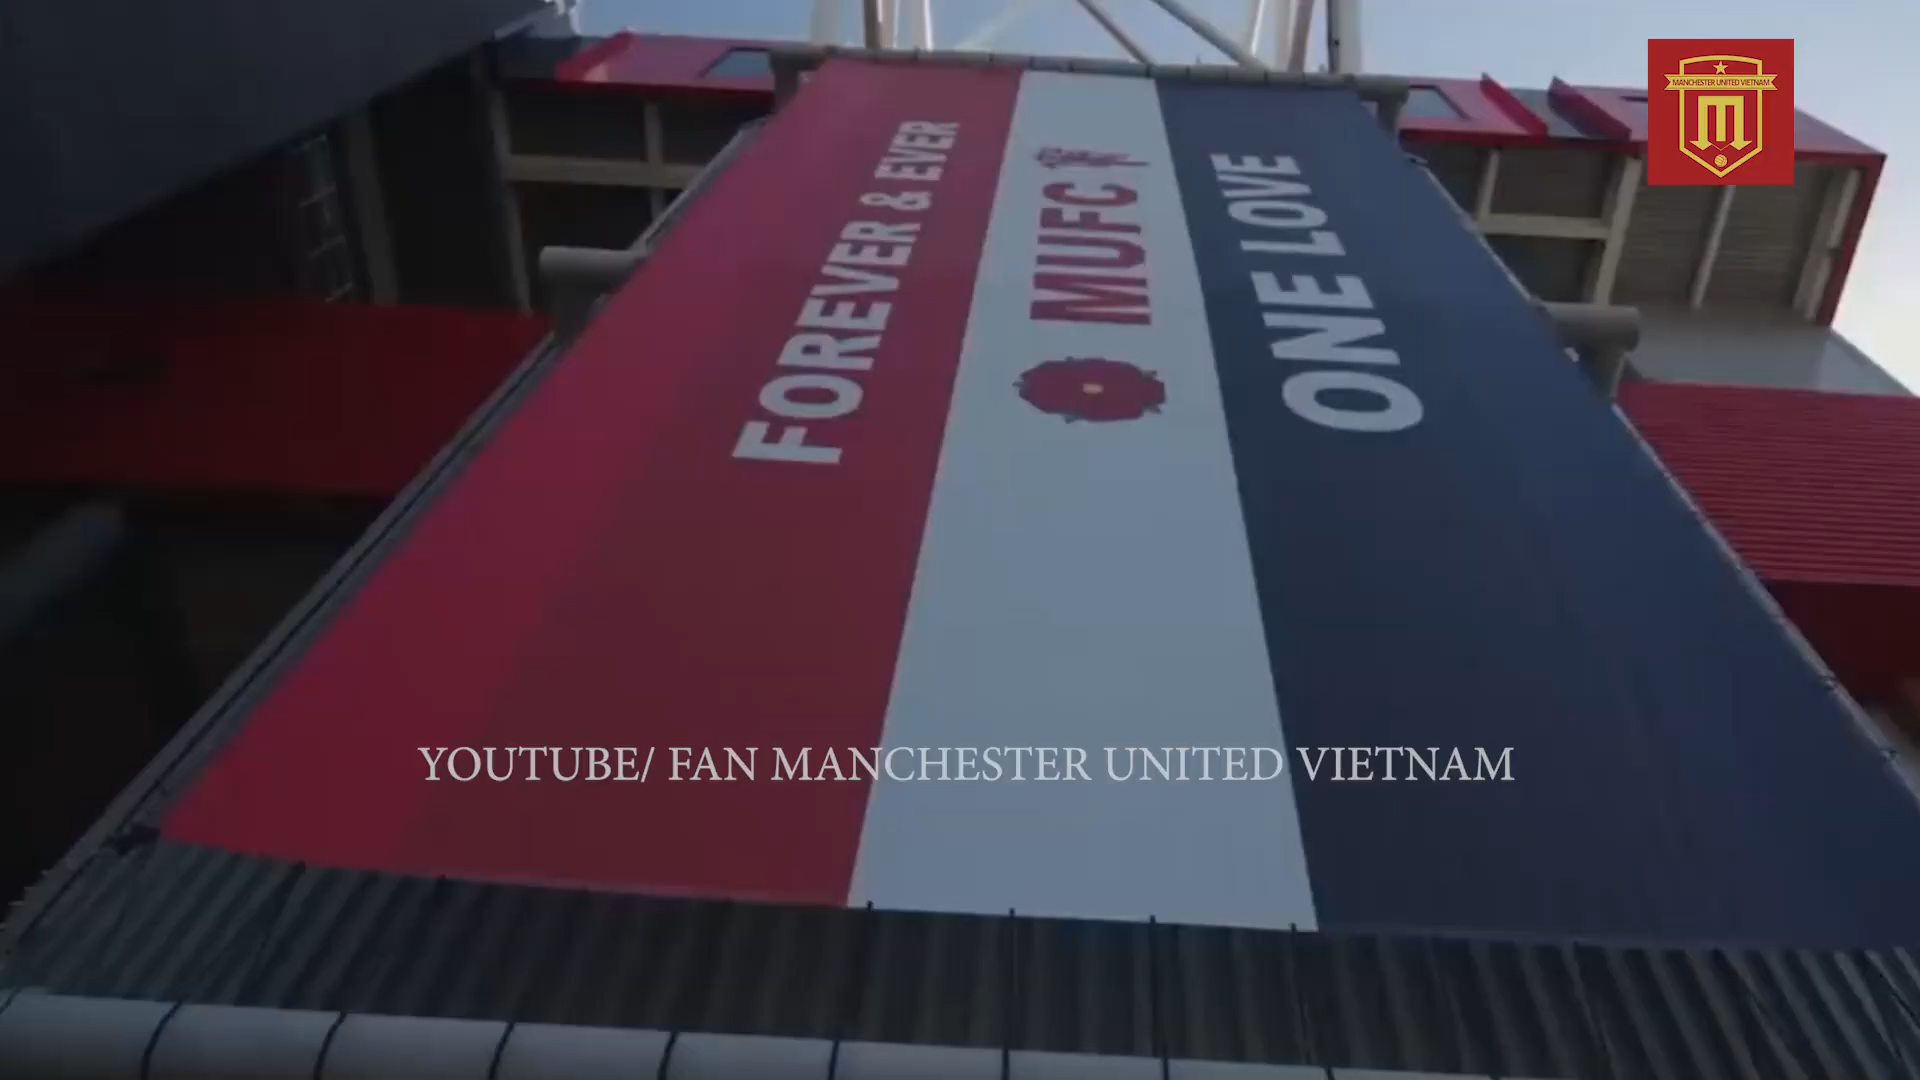 MANCHESTER UNITED VIETNAM
M
FOREVER & EVER
MUFC
ONE LOVE
YOUTUBE/ FAN MANCHESTER UNITED VIETNAM